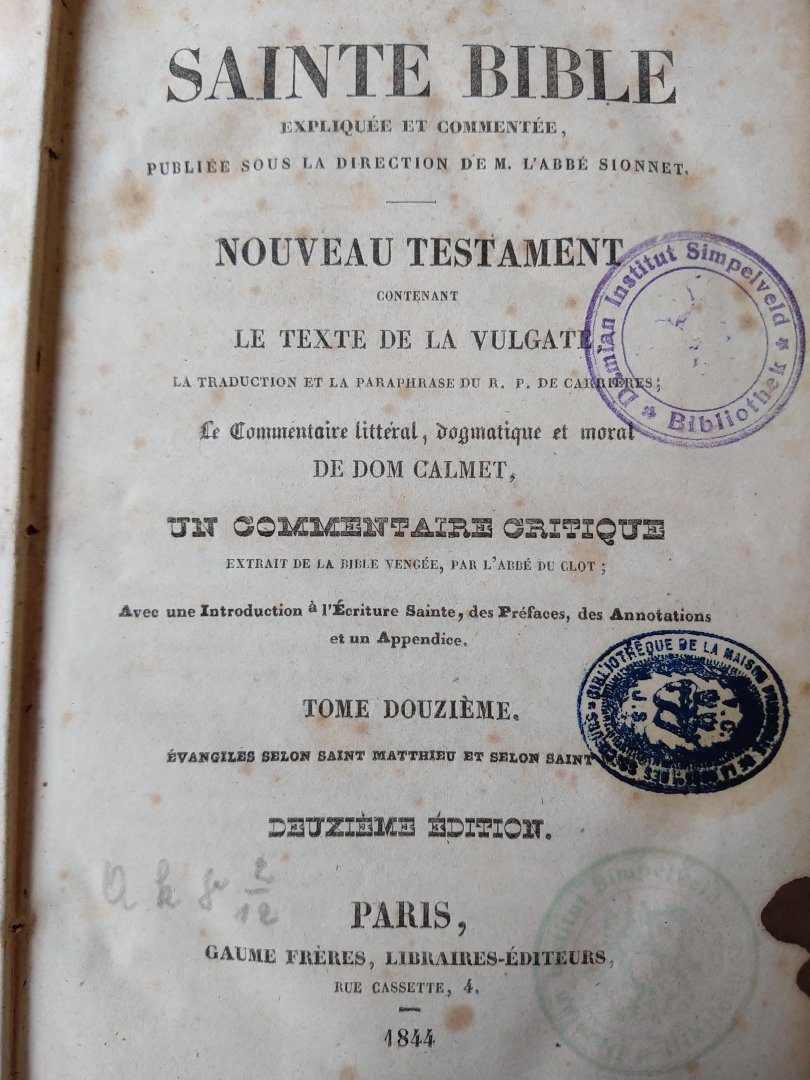 SAINTE BIBLE
EXPLIQUÉE ET COMMENTÉE,
PUBLIÉE SOUS LA DIRECTION DE M. L'ABBÉ SIONNET.
NOUVEAU TESTAMENT
CONTENANT
LE TEXTE DE LA VULGATE,
LA TRADUCTION ET LA PARAPHRASE DU R. P. DE CARRIÈRES;
Le Commentaire littéral, dogmatique et moral
DE DOM CALMET,
UN COMMENTAIRE CRITIQUE
EXTRAIT DE LA BIBLE VENGÉE, PAR L'ABBÉ DU CLOT;
Avec une Introduction à l'Écriture Sainte, des Préfaces, des Annotations
et un Appendice.
TOME DOUZIÈME.
ÉVANGILES SELON SAINT MATTHIEU ET SELON SAINT
DEUXIÈME ÉDITION.
PARIS,
GAUME FRÈRES, LIBRAIRES-ÉDITEURS,
RUE CASSETTE, 4.
1844
Damian Institut Simpelveld
* Bibliothek *
BIBLIOTHÈQUE DE LA MAISON
2
12
Institut Simpelveld